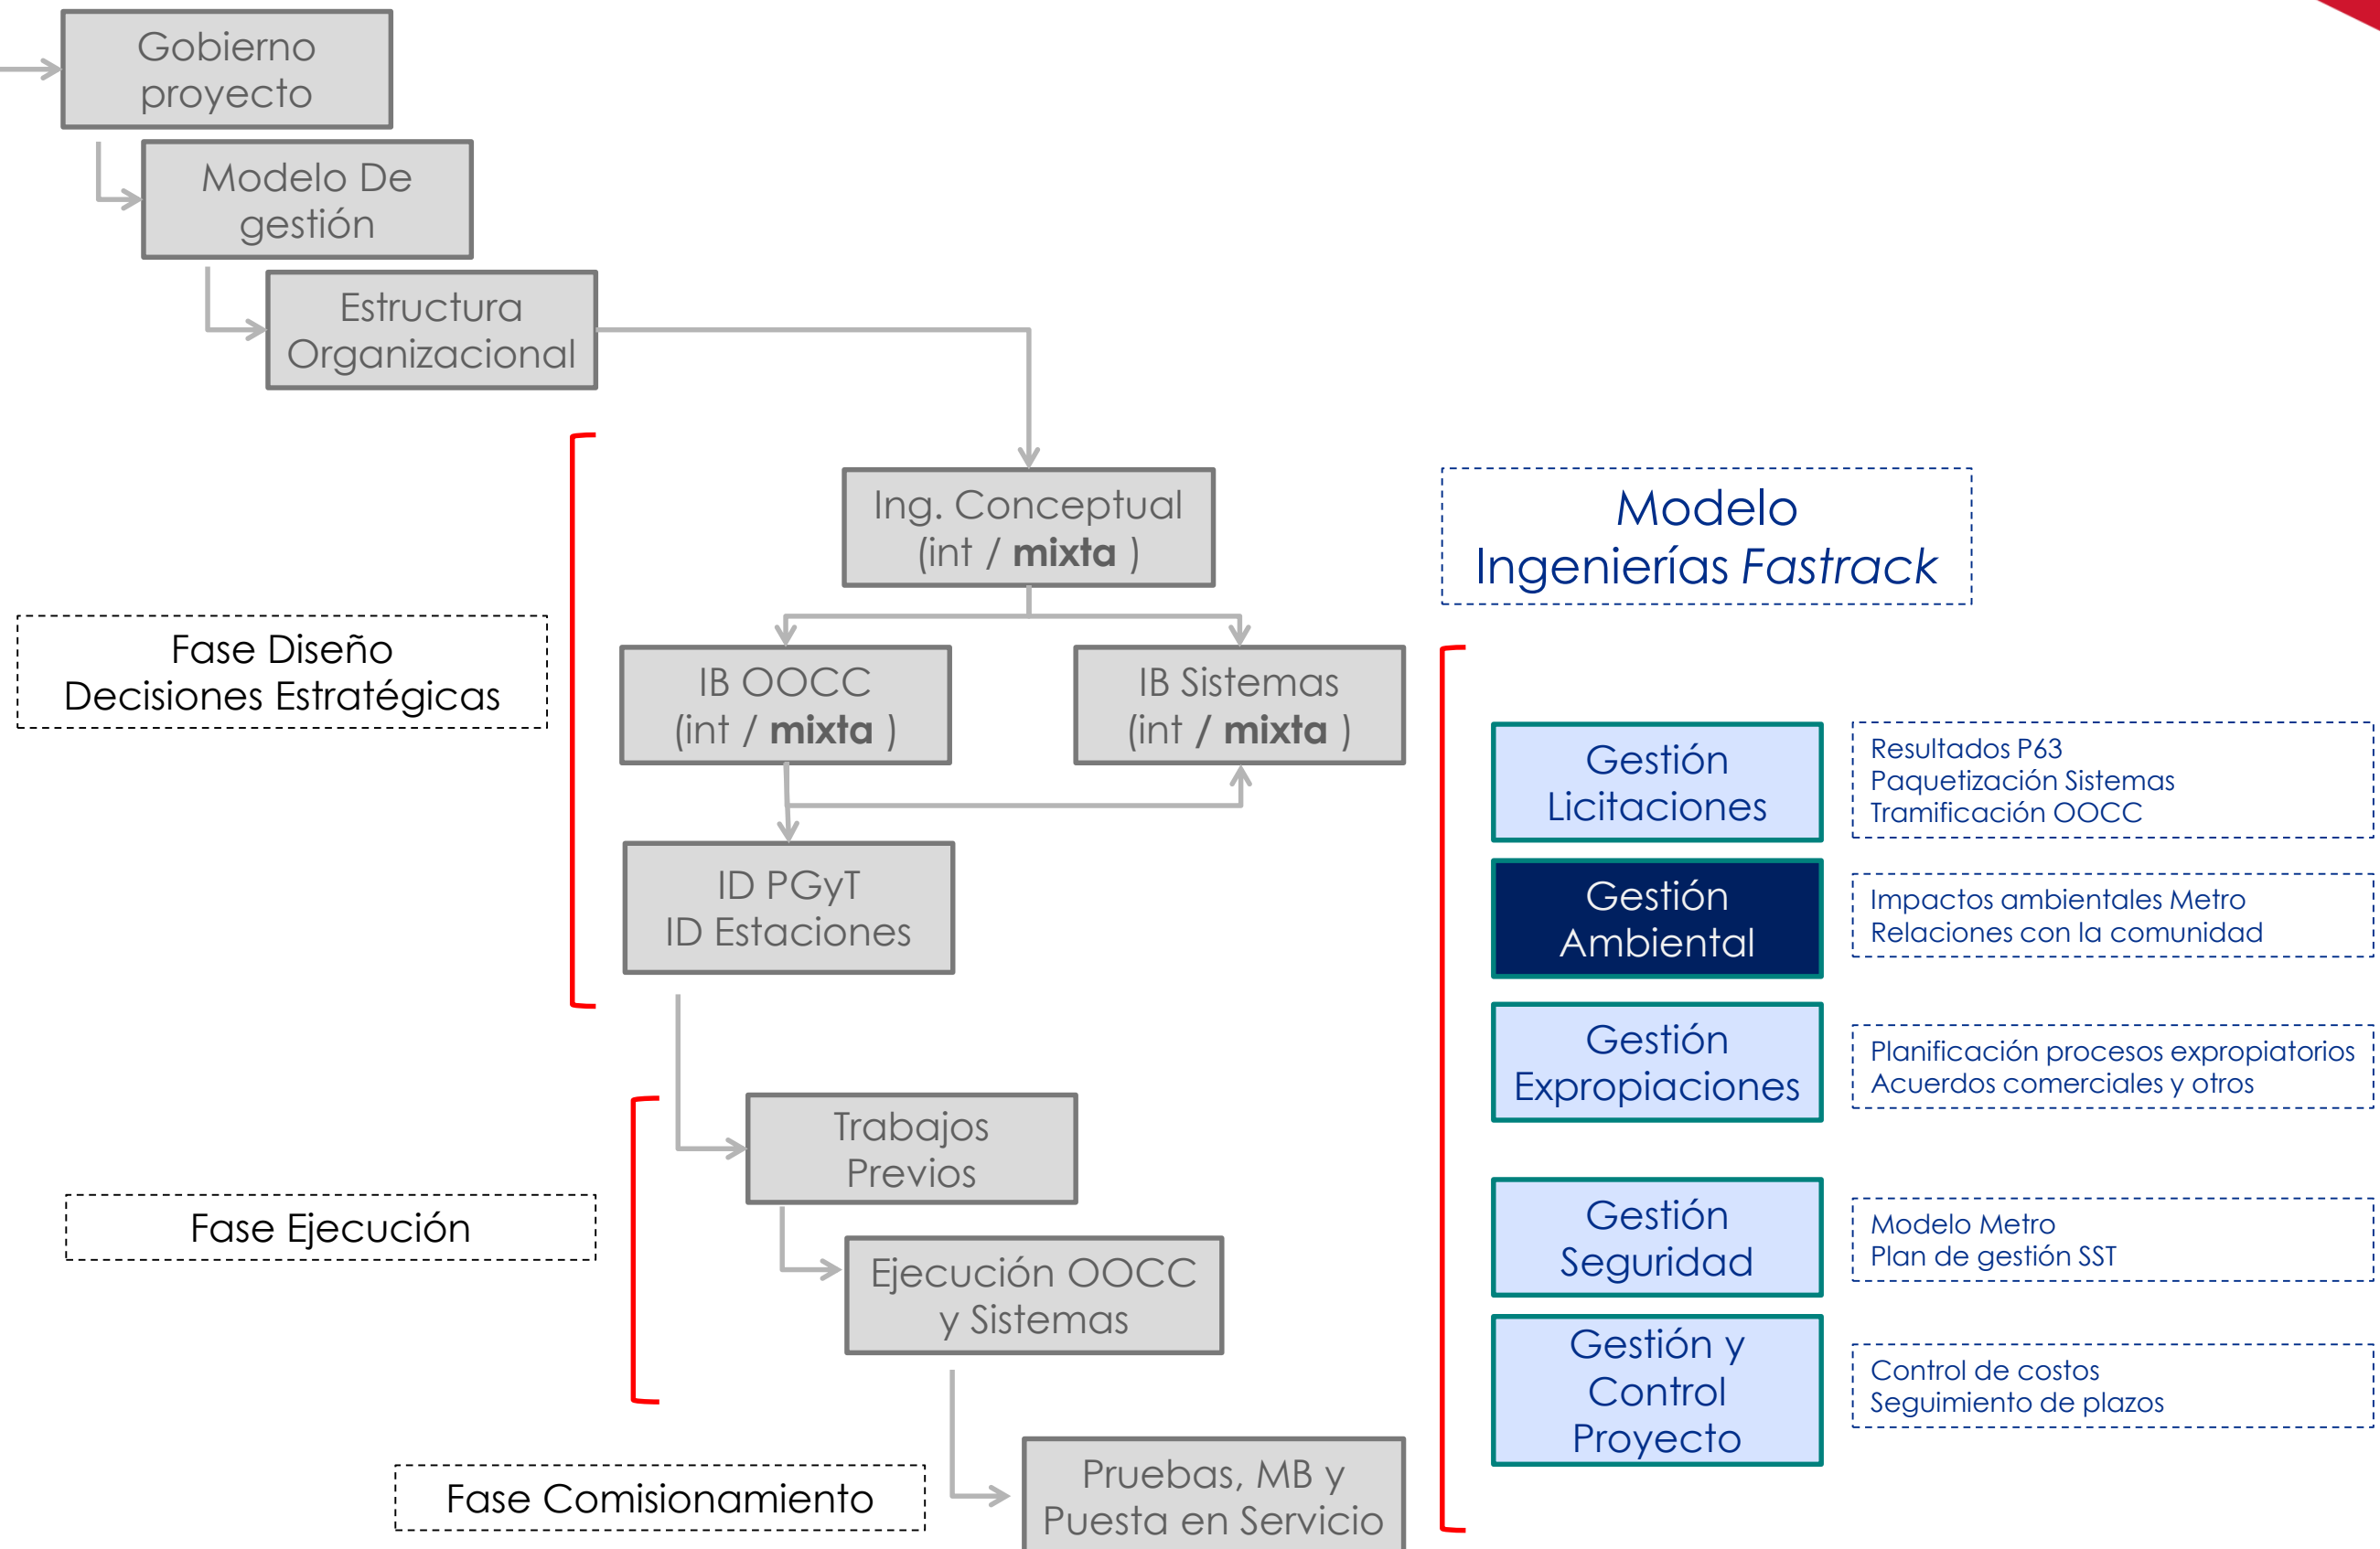 Gobierno
proyecto
Modelo De
gestión
Estructura
Organizacional
Ing. Conceptual
(int / mixta )
Modelo
Ingenierías Fastrack
Fase Diseño
Decisiones Estratégicas
IB OOCC
(int / mixta )
IB Sistemas
(int / mixta )
Gestión
Licitaciones
Resultados P63
Paquetización Sistemas
Tramificación OOCC
ID PGyT
ID Estaciones
Gestión
Ambiental
Impactos ambientales Metro
Relaciones con la comunidad
Gestión
Expropiaciones
Planificación procesos expropiatorios
Acuerdos comerciales y otros
Trabajos
Previos
Fase Ejecución
Gestión
Seguridad
Modelo Metro
Plan de gestión SST
Ejecución OOCC
y Sistemas
Gestión y
Control
Proyecto
Control de costos
Seguimiento de plazos
Fase Comisionamiento
Pruebas, MB y
Puesta en Servicio